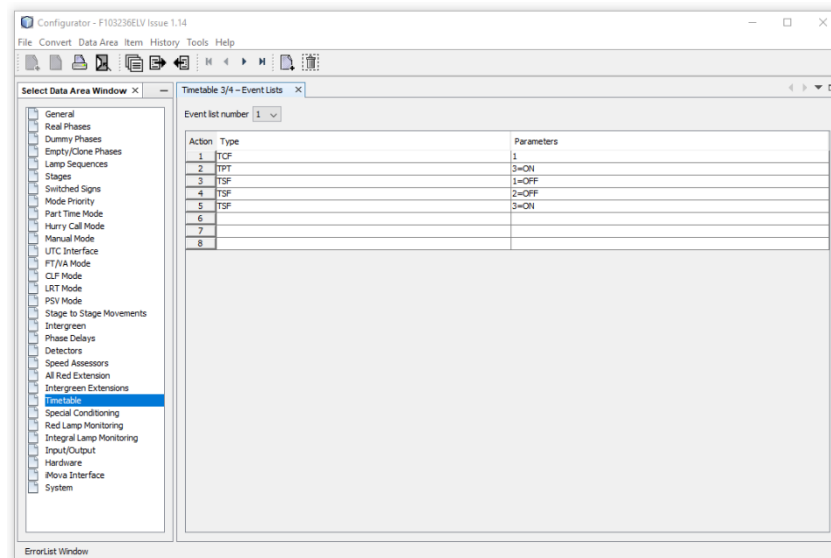 Configurator - F103236ELV Issue 1.14
File Convert Data Area Item History Tools Help
Select Data Area Window
Timetable 3/4 – Event Lists
General
Real Phases
Dummy Phases
Empty/Clone Phases
Lamp Sequences
Stages
Switched Signs
Mode Priority
Part Time Mode
Hurry Call Mode
Manual Mode
UTC Interface
FT/VA Mode
CLF Mode
LRT Mode
PSV Mode
Stage to Stage Movements
Intergreen
Phase Delays
Detectors
Speed Assessors
All Red Extension
Intergreen Extensions
Timetable
Special Conditioning
Red Lamp Monitoring
Integral Lamp Monitoring
Input/Output
Hardware
iMova Interface
System
Event list number 1
Action Type Parameters
1 TCF 1
2 TPT 3=ON
3 TSF 1=OFF
4 TSF 2=OFF
5 TSF 3=ON
6
7
8
ErrorList Window